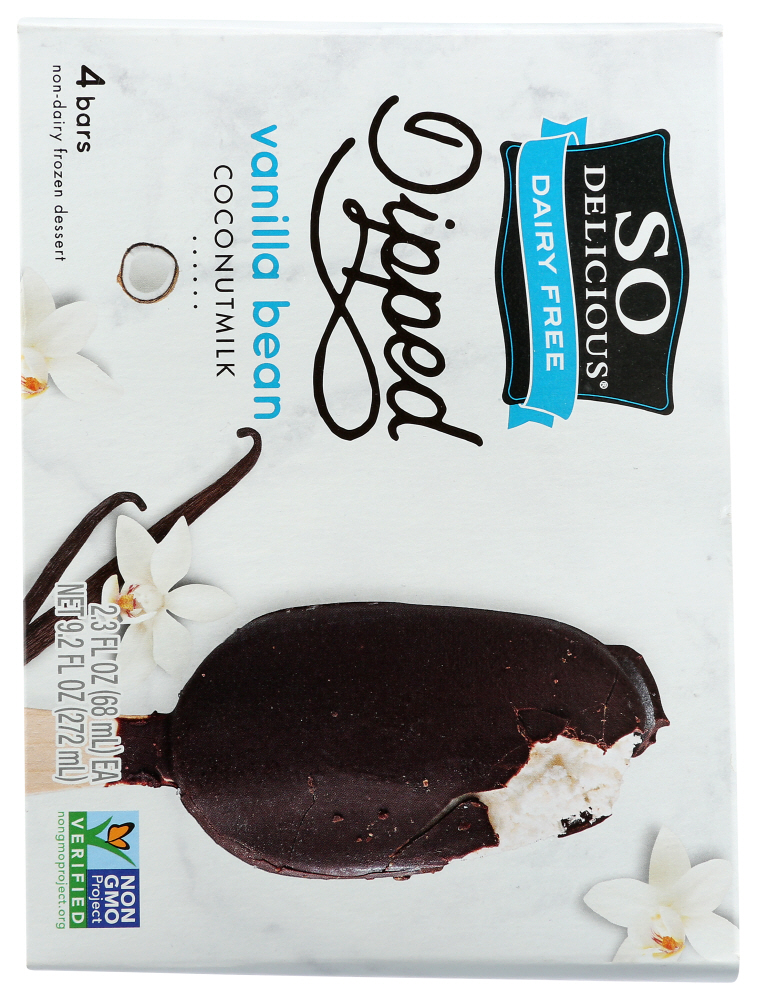 SO
DELICIOUS®
DAIRY FREE
Dipped
vanilla bean
COCONUTMILK
4 bars
non-dairy frozen dessert
2.3 FL OZ (68 mL) EA
NET 9.2 FL OZ (272 mL)
NON
GMO
Project
VERIFIED
nongmoproject.org